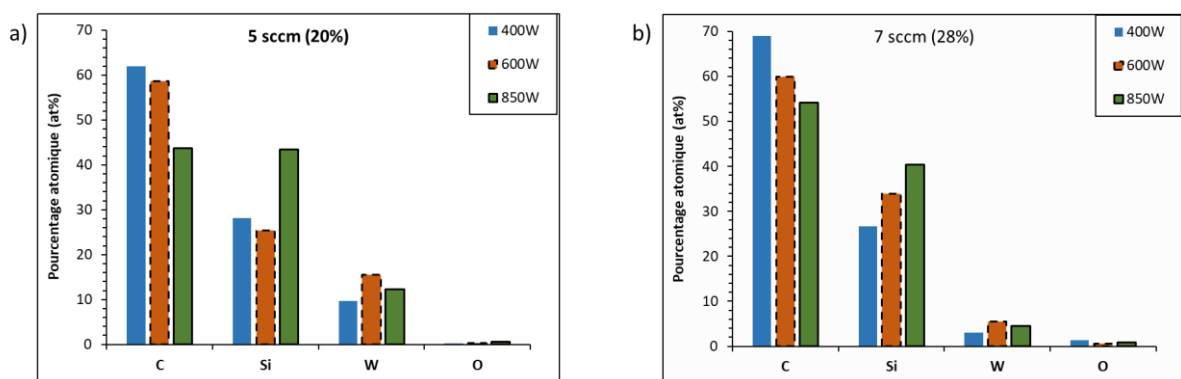 a)
5 sccm (20%)
400W
600W
850W
Pourcentage atomique (at%)
70
60
50
40
30
20
10
0
C Si W O
b)
7 sccm (28%)
400W
600W
850W
Pourcentage atomique (at%)
70
60
50
40
30
20
10
0
C Si W O